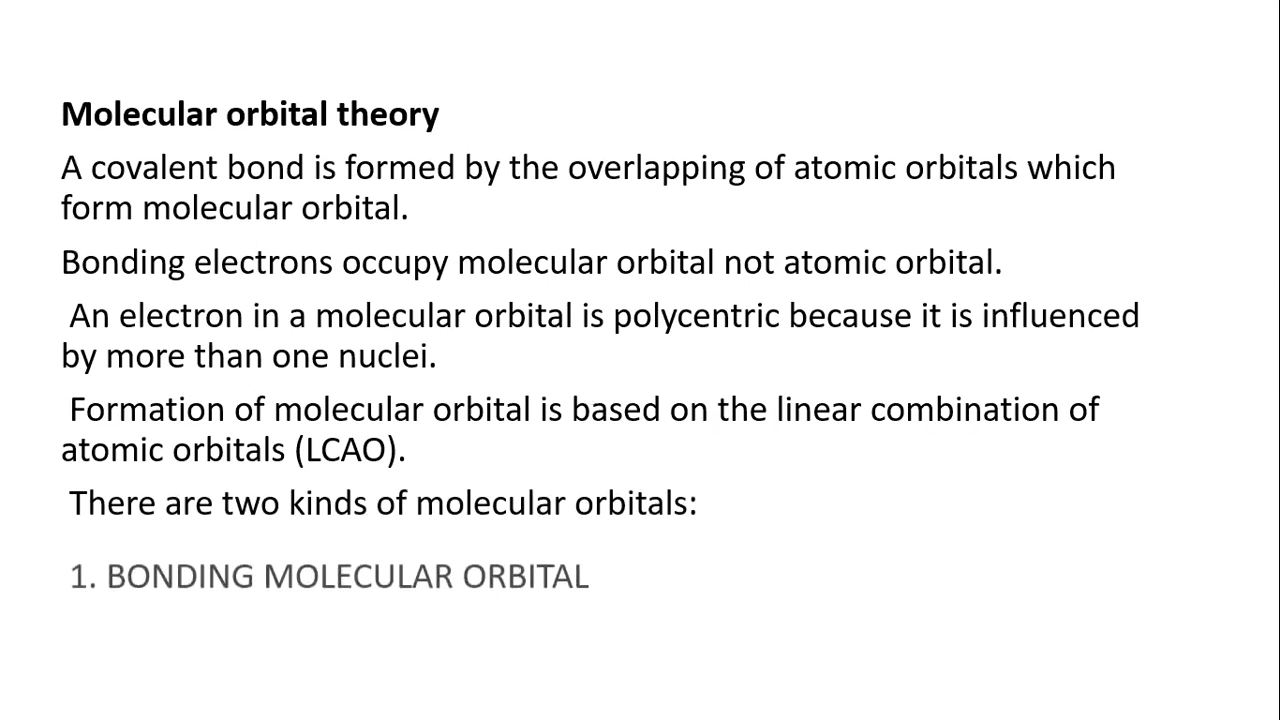 Molecular orbital theory
A covalent bond is formed by the overlapping of atomic orbitals which
form molecular orbital.
Bonding electrons occupy molecular orbital not atomic orbital.
An electron in a molecular orbital is polycentric because it is influenced
by more than one nuclei.
Formation of molecular orbital is based on the linear combination of
atomic orbitals (LCAO).
There are two kinds of molecular orbitals:
1. BONDING MOLECULAR ORBITAL